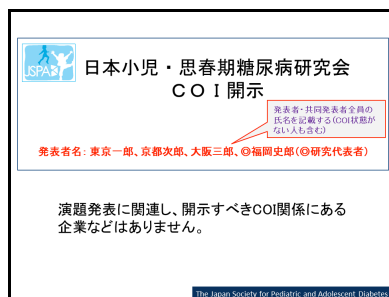 JSPAD
日本小児・思春期糖尿病研究会
ＣＯＩ開示
発表者・共同発表者全員の
氏名を記載する(COI状態が
ない人も含む)
発表者名: 東京一郎、京都次郎、大阪三郎、◎福岡史郎(◎研究代表者)
演題発表に関連し、開示すべきCOI関係にある
企業などはありません。
The Japan Society for Pediatric and Adolescent Diabetes